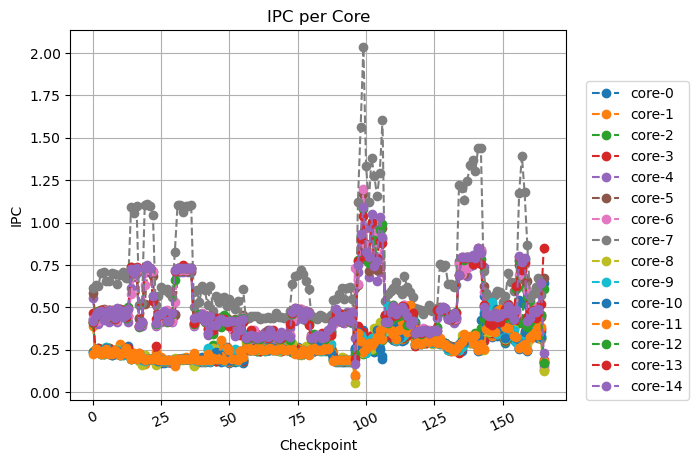 IPC per Core
IPC
2.00
1.75
1.50
1.25
1.00
0.75
0.50
0.25
0.00
0
25
50
75
100
125
150
Checkpoint
core-0
core-1
core-2
core-3
core-4
core-5
core-6
core-7
core-8
core-9
core-10
core-11
core-12
core-13
core-14